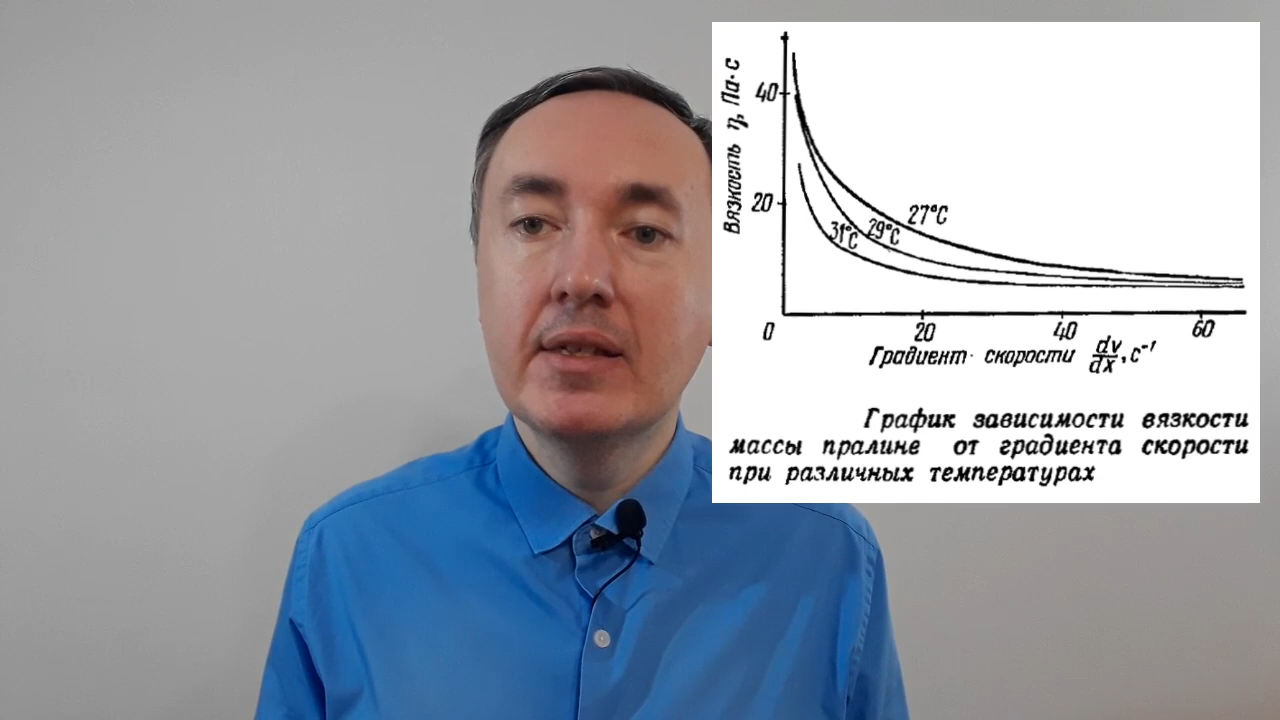 Вязкость η, Па·с
40
20
27°С
29°С
31°С
0
20
40
60
Градиент скорости dv/dx, с⁻¹
График зависимости вязкости
массы пралине от градиента скорости
при различных температурах